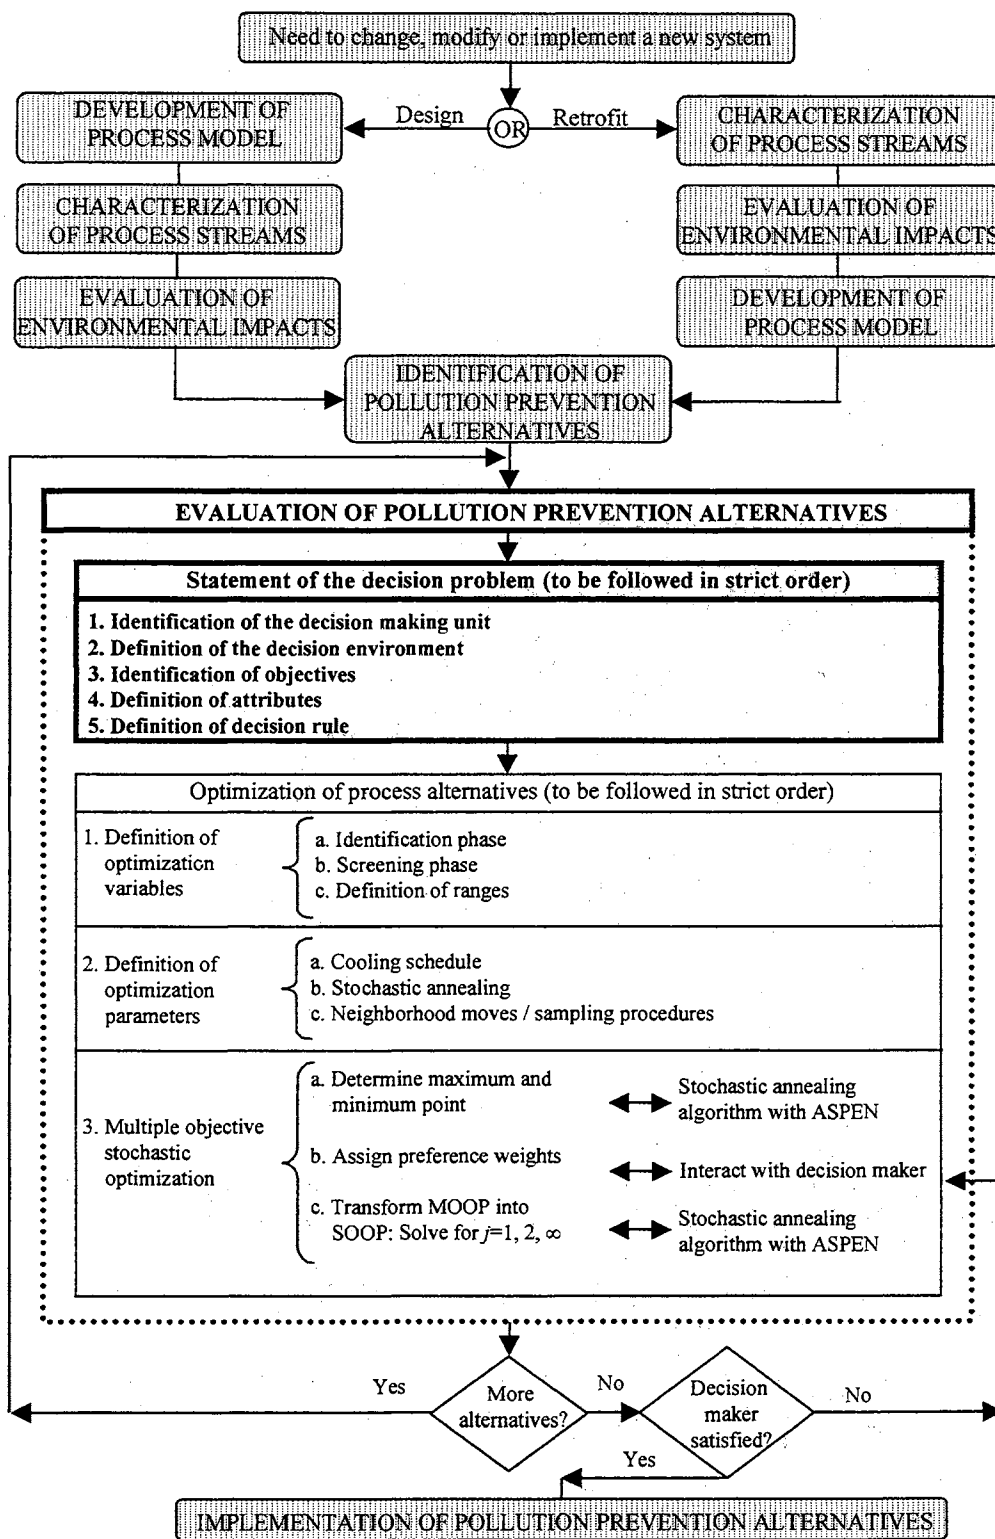 Need to change, modify or implement a new system
Design
OR
Retrofit
DEVELOPMENT OF
PROCESS MODEL
CHARACTERIZATION
OF PROCESS STREAMS
EVALUATION OF
ENVIRONMENTAL IMPACTS
CHARACTERIZATION
OF PROCESS STREAMS
EVALUATION OF
ENVIRONMENTAL IMPACTS
DEVELOPMENT OF
PROCESS MODEL
IDENTIFICATION OF
POLLUTION PREVENTION
ALTERNATIVES
EVALUATION OF POLLUTION PREVENTION ALTERNATIVES
Statement of the decision problem (to be followed in strict order)
1. Identification of the decision making unit
2. Definition of the decision environment
3. Identification of objectives
4. Definition of attributes
5. Definition of decision rule
Optimization of process alternatives (to be followed in strict order)
1. Definition of
optimization
variables
a. Identification phase
b. Screening phase
c. Definition of ranges
2. Definition of
optimization
parameters
a. Cooling schedule
b. Stochastic annealing
c. Neighborhood moves / sampling procedures
3. Multiple objective
stochastic
optimization
a. Determine maximum and
minimum point
Stochastic annealing
algorithm with ASPEN
b. Assign preference weights
Interact with decision maker
c. Transform MOOP into
SOOP: Solve for j=1, 2, ∞
Stochastic annealing
algorithm with ASPEN
Yes
More
alternatives?
No
Decision
maker
satisfied?
No
Yes
IMPLEMENTATION OF POLLUTION PREVENTION ALTERNATIVES